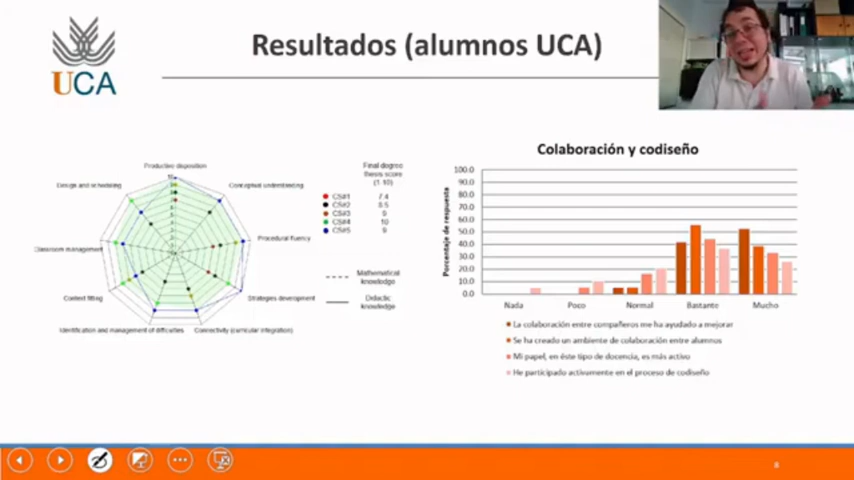 UCA
Resultados (alumnos UCA)
Productive disposition
Conceptual understanding
Procedural fluency
Strategies development
Connectivity (curricular integration)
Identification and management of difficulties
Context fitting
Classroom management
Design and scheduling
Final degree
thesis score
(1-10)
CS#1 7.4
CS#2 8.5
CS#3 9
CS#4 10
CS#5 9
Mathematical
knowledge
Didactic
knowledge
Colaboración y codiseño
Porcentaje de respuesta
100.0
90.0
80.0
70.0
60.0
50.0
40.0
30.0
20.0
10.0
0.0
Nada Poco Normal Bastante Mucho
La colaboración entre compañeros me ha ayudado a mejorar
Se ha creado un ambiente de colaboración entre alumnos
Mi papel, en éste tipo de docencia, es más activo
He participado activamente en el proceso de codiseño
8